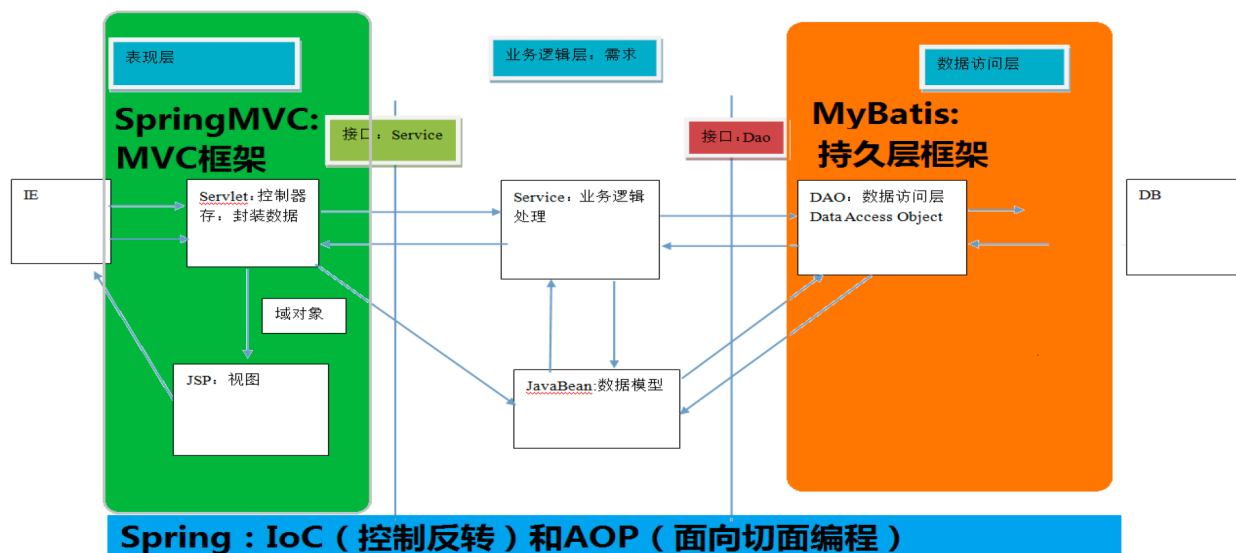 表现层
业务逻辑层：需求
数据访问层
SpringMVC:
MVC框架
接口：Service
接口:Dao
MyBatis:
持久层框架
IE
Servlet:控制器
存：封装数据
Service：业务逻辑
处理
DAO：数据访问层
Data Access Object
DB
域对象
JSP：视图
JavaBean:数据模型
Spring：IoC（控制反转）和AOP（面向切面编程）